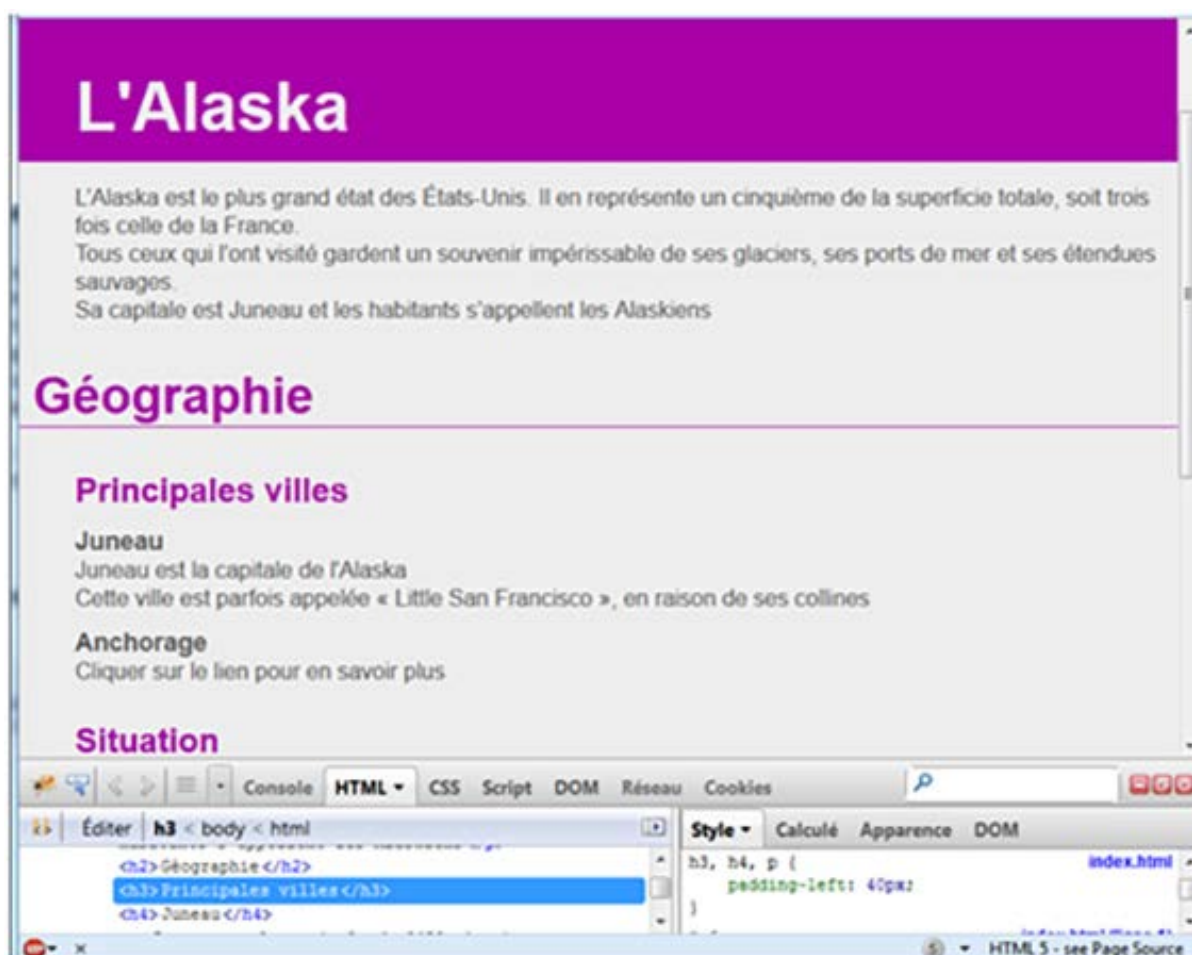 L'Alaska
L'Alaska est le plus grand état des États-Unis. Il en représente un cinquième de la superficie totale, soit trois
fois celle de la France.
Tous ceux qui l'ont visité gardent un souvenir impérissable de ses glaciers, ses ports de mer et ses étendues
sauvages.
Sa capitale est Juneau et les habitants s'appellent les Alaskiens
Géographie
Principales villes
Juneau
Juneau est la capitale de l'Alaska
Cette ville est parfois appelée « Little San Francisco », en raison de ses collines
Anchorage
Cliquer sur le lien pour en savoir plus
Situation
Console HTML CSS Script DOM Réseau Cookies
Éditer h3 < body < html
Style Calculé Apparence DOM
<h2>Géographie</h2>
<h3>Principales villes</h3>
<h4>Juneau</h4>
h3, h4, p { index.html
padding-left: 40px;
}
HTML 5 - see Page Source